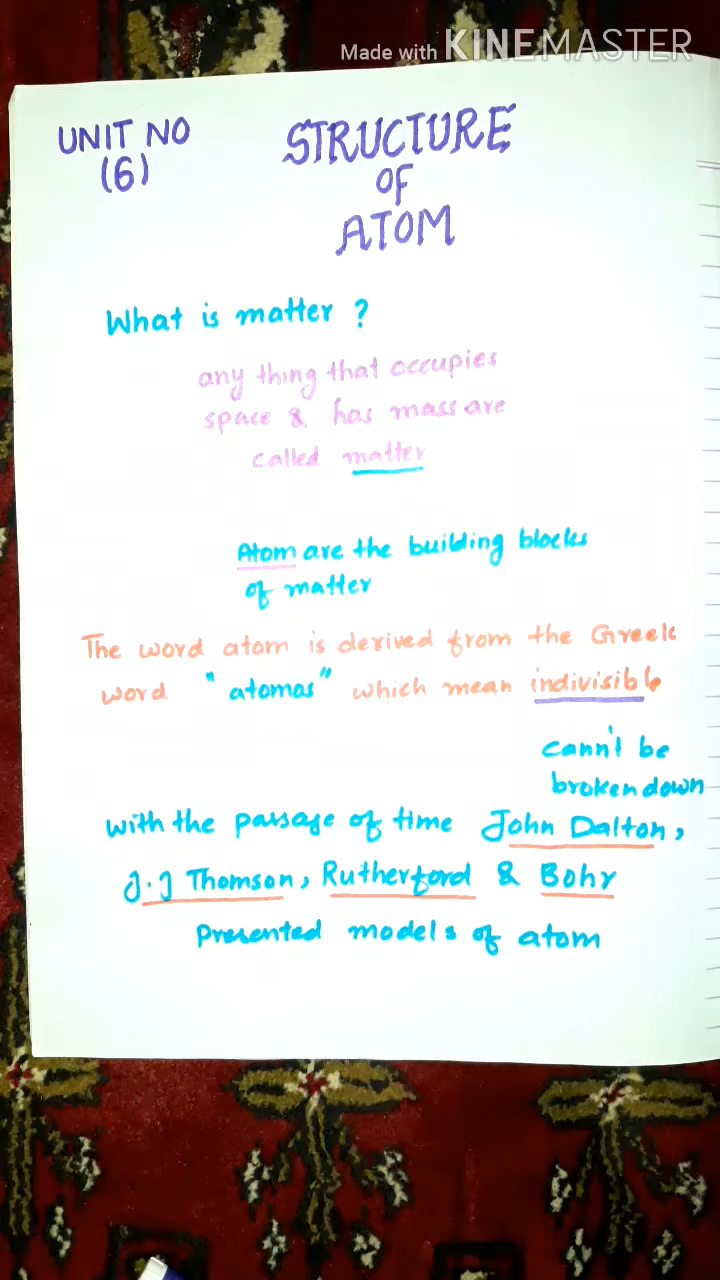 Made with KINEMASTER
UNIT NO
(6)
STRUCTURE
OF
ATOM
What is matter ?
any thing that occupies
space & has mass are
called matter
Atom are the building blocks
of matter
The word atom is derived from the Greek
word "atomas" which mean indivisible
cann't be
broken down
with the passage of time John Dalton,
J.J Thomson, Rutherford & Bohr
Presented models of atom